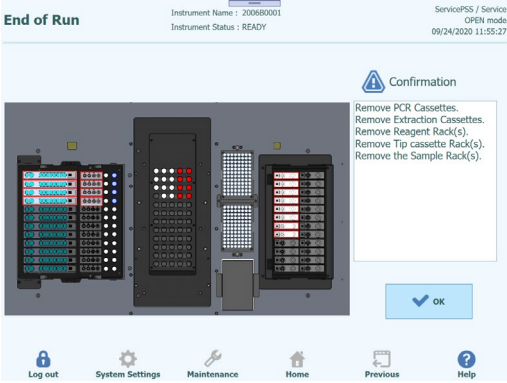 End of Run
Instrument Name : 2006B0001
Instrument Status : READY
ServicePSS / Service
OPEN mode
09/24/2020 11:55:27
Confirmation
Remove PCR Cassettes.
Remove Extraction Cassettes.
Remove Reagent Rack(s).
Remove Tip cassette Rack(s).
Remove the Sample Rack(s).
OK
Log out
System Settings
Maintenance
Home
Previous
Help